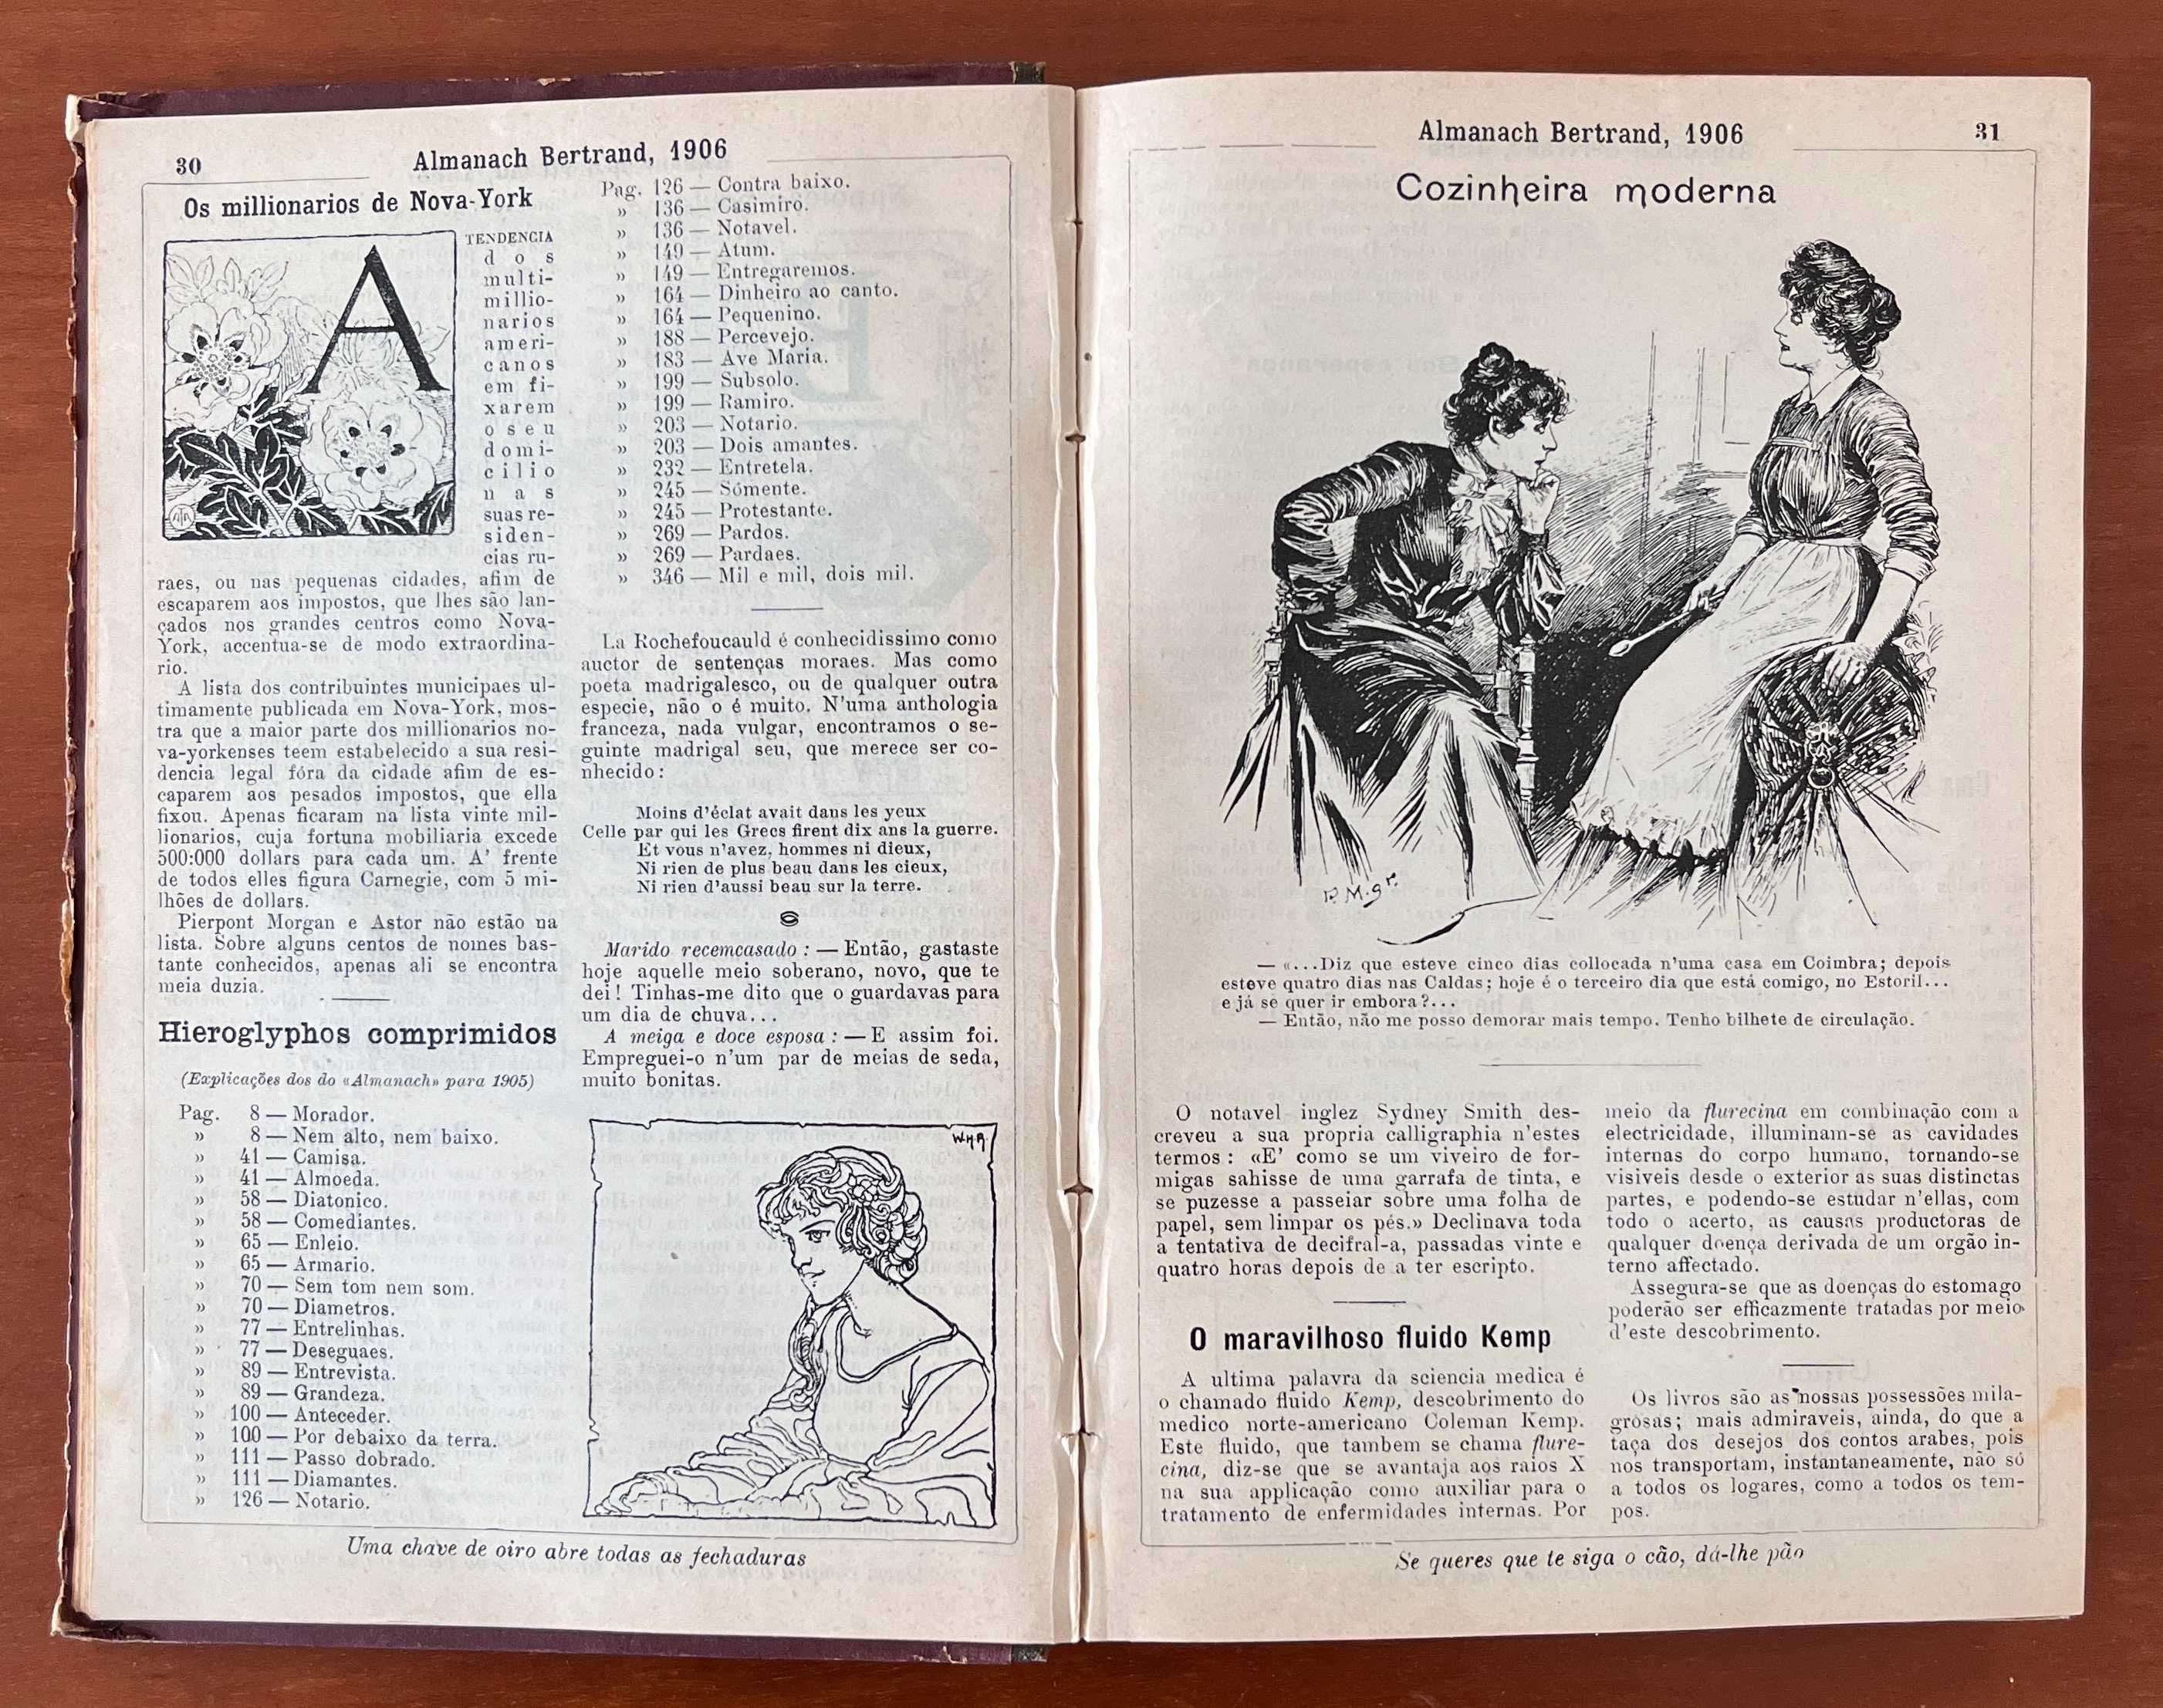 30
Almanach Bertrand, 1906
Os millionarios de Nova-York
A
TENDENCIA
dos
multi-
millio-
narios
ameri-
canos
em fi-
xarem
o seu
domi-
cilio
nas
suas re-
siden-
cias ru-
raes, ou nas pequenas cidades, afim de
escaparem aos impostos, que lhes são lan-
çados nos grandes centros como Nova-
York, accentua-se de modo extraordina-
rio.
A lista dos contribuintes municipaes ul-
timamente publicada em Nova-York, mos-
tra que a maior parte dos millionarios no-
va-yorkenses teem estabelecido a sua resi-
dencia legal fóra da cidade afim de es-
caparem aos pesados impostos, que ella
fixou. Apenas ficaram na lista vinte mil-
lionarios, cuja fortuna mobiliaria excede
500:000 dollars para cada um. A' frente
de todos elles figura Carnegie, com 5 mi-
lhões de dollars.
Pierpont Morgan e Astor não estão na
lista. Sobre alguns centos de nomes bas-
tante conhecidos, apenas ali se encontra
meia duzia.
Hieroglyphos comprimidos
(Explicações dos do «Almanach» para 1905)
Pag. 8 — Morador.
» 8 — Nem alto, nem baixo.
» 41 — Camisa.
» 41 — Almoeda.
» 58 — Diatonico.
» 58 — Comediantes.
» 65 — Enleio.
» 65 — Armario.
» 70 — Sem tom nem som.
» 70 — Diametros.
» 77 — Entrelinhas.
» 77 — Deseguaes.
» 89 — Entrevista.
» 89 — Grandeza.
» 100 — Anteceder.
» 100 — Por debaixo da terra.
» 111 — Passo dobrado.
» 111 — Diamantes.
» 126 — Notario.
Pag. 126 — Contra baixo.
» 136 — Casimiro.
» 136 — Notavel.
» 149 — Atum.
» 149 — Entregaremos.
» 164 — Dinheiro ao canto.
» 164 — Pequenino.
» 188 — Percevejo.
» 183 — Ave Maria.
» 199 — Subsolo.
» 199 — Ramiro.
» 203 — Notario.
» 203 — Dois amantes.
» 232 — Entretela.
» 245 — Sómente.
» 245 — Protestante.
» 269 — Pardos.
» 269 — Pardaes.
» 346 — Mil e mil, dois mil.
La Rochefoucauld é conhecidissimo como
auctor de sentenças moraes. Mas como
poeta madrigalesco, ou de qualquer outra
especie, não o é muito. N'uma anthologia
franceza, nada vulgar, encontramos o se-
guinte madrigal seu, que merece ser co-
nhecido:
Moins d'éclat avait dans les yeux
Celle par qui les Grecs firent dix ans la guerre.
Et vous n'avez, hommes ni dieux,
Ni rien de plus beau dans les cieux,
Ni rien d'aussi beau sur la terre.
Marido recemcasado : — Então, gastaste
hoje aquelle meio soberano, novo, que te
dei! Tinhas-me dito que o guardavas para
um dia de chuva...
A meiga e doce esposa : — E assim foi.
Empreguei-o n'um par de meias de seda,
muito bonitas.
W.H.R.
Uma chave de oiro abre todas as fechaduras
Almanach Bertrand, 1906
31
Cozinheira moderna
— «...Diz que esteve cinco dias collocada n'uma casa em Coimbra; depois
esteve quatro dias nas Caldas; hoje é o terceiro dia que está comigo, no Estoril...
e já se quer ir embora?...
— Então, não me posso demorar mais tempo. Tenho bilhete de circulação.
O notavel inglez Sydney Smith des-
creveu a sua propria calligraphia n'estes
termos : «E' como se um viveiro de for-
migas sahisse de uma garrafa de tinta, e
se puzesse a passeiar sobre uma folha de
papel, sem limpar os pés.» Declinava toda
a tentativa de decifral-a, passadas vinte e
quatro horas depois de a ter escripto.
O maravilhoso fluido Kemp
A ultima palavra da sciencia medica é
o chamado fluido Kemp, descobrimento do
medico norte-americano Coleman Kemp.
Este fluido, que tambem se chama flure-
cina, diz-se que se avantaja aos raios X
na sua applicação como auxiliar para o
tratamento de enfermidades internas. Por
meio da flurecina em combinação com a
electricidade, illuminam-se as cavidades
internas do corpo humano, tornando-se
visiveis desde o exterior as suas distinctas
partes, e podendo-se estudar n'ellas, com
todo o acerto, as causas productoras de
qualquer doença derivada de um orgão in-
terno affectado.
Assegura-se que as doenças do estomago
poderão ser efficazmente tratadas por meio
d'este descobrimento.
Os livros são as nossas possessões mila-
grosas; mais admiraveis, ainda, do que a
taça dos desejos dos contos arabes, pois
nos transportam, instantaneamente, não só
a todos os logares, como a todos os tem-
pos.
Se queres que te siga o cão, dá-lhe pão